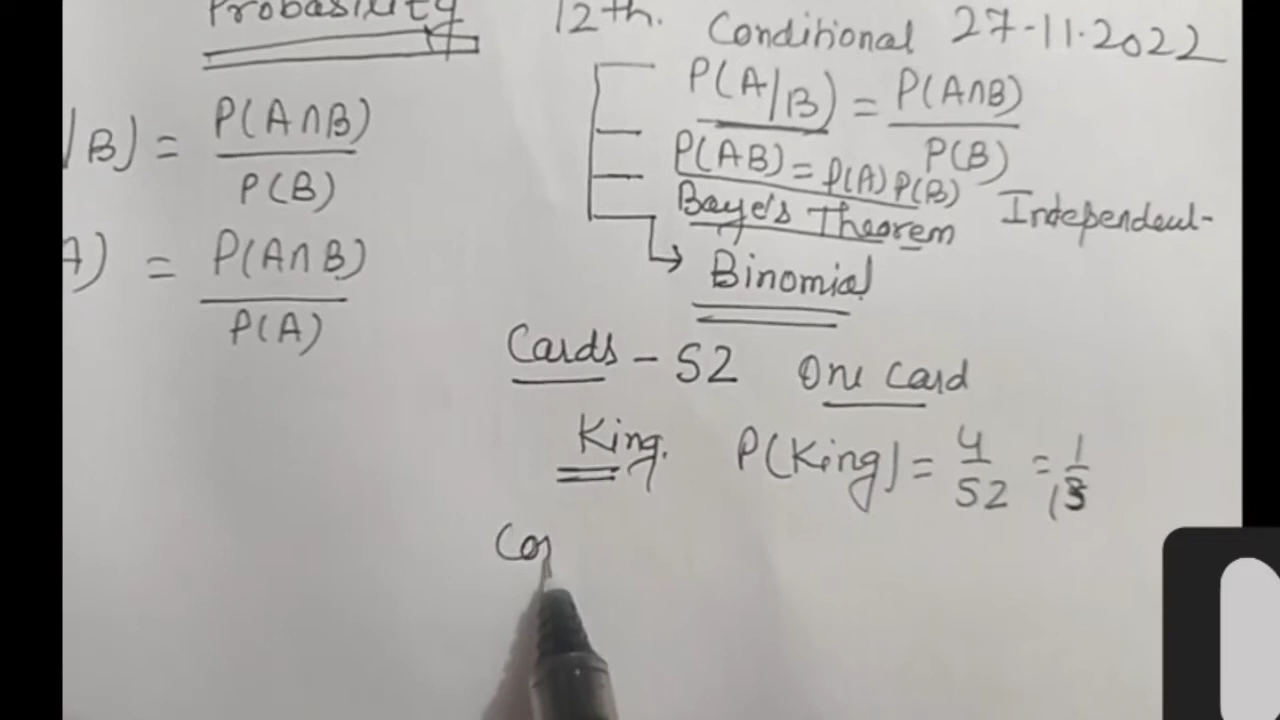 Probability
12th. Conditional 27-11-2022
P(A/B) = P(A∩B) / P(B)
P(AB) = P(A) P(B) Independent-
Baye's Theorem
Binomial
/B) = P(A∩B) / P(B)
A) = P(A∩B) / P(A)
Cards - 52 One Card
King. P(King) = 4/52 = 1/13
Con